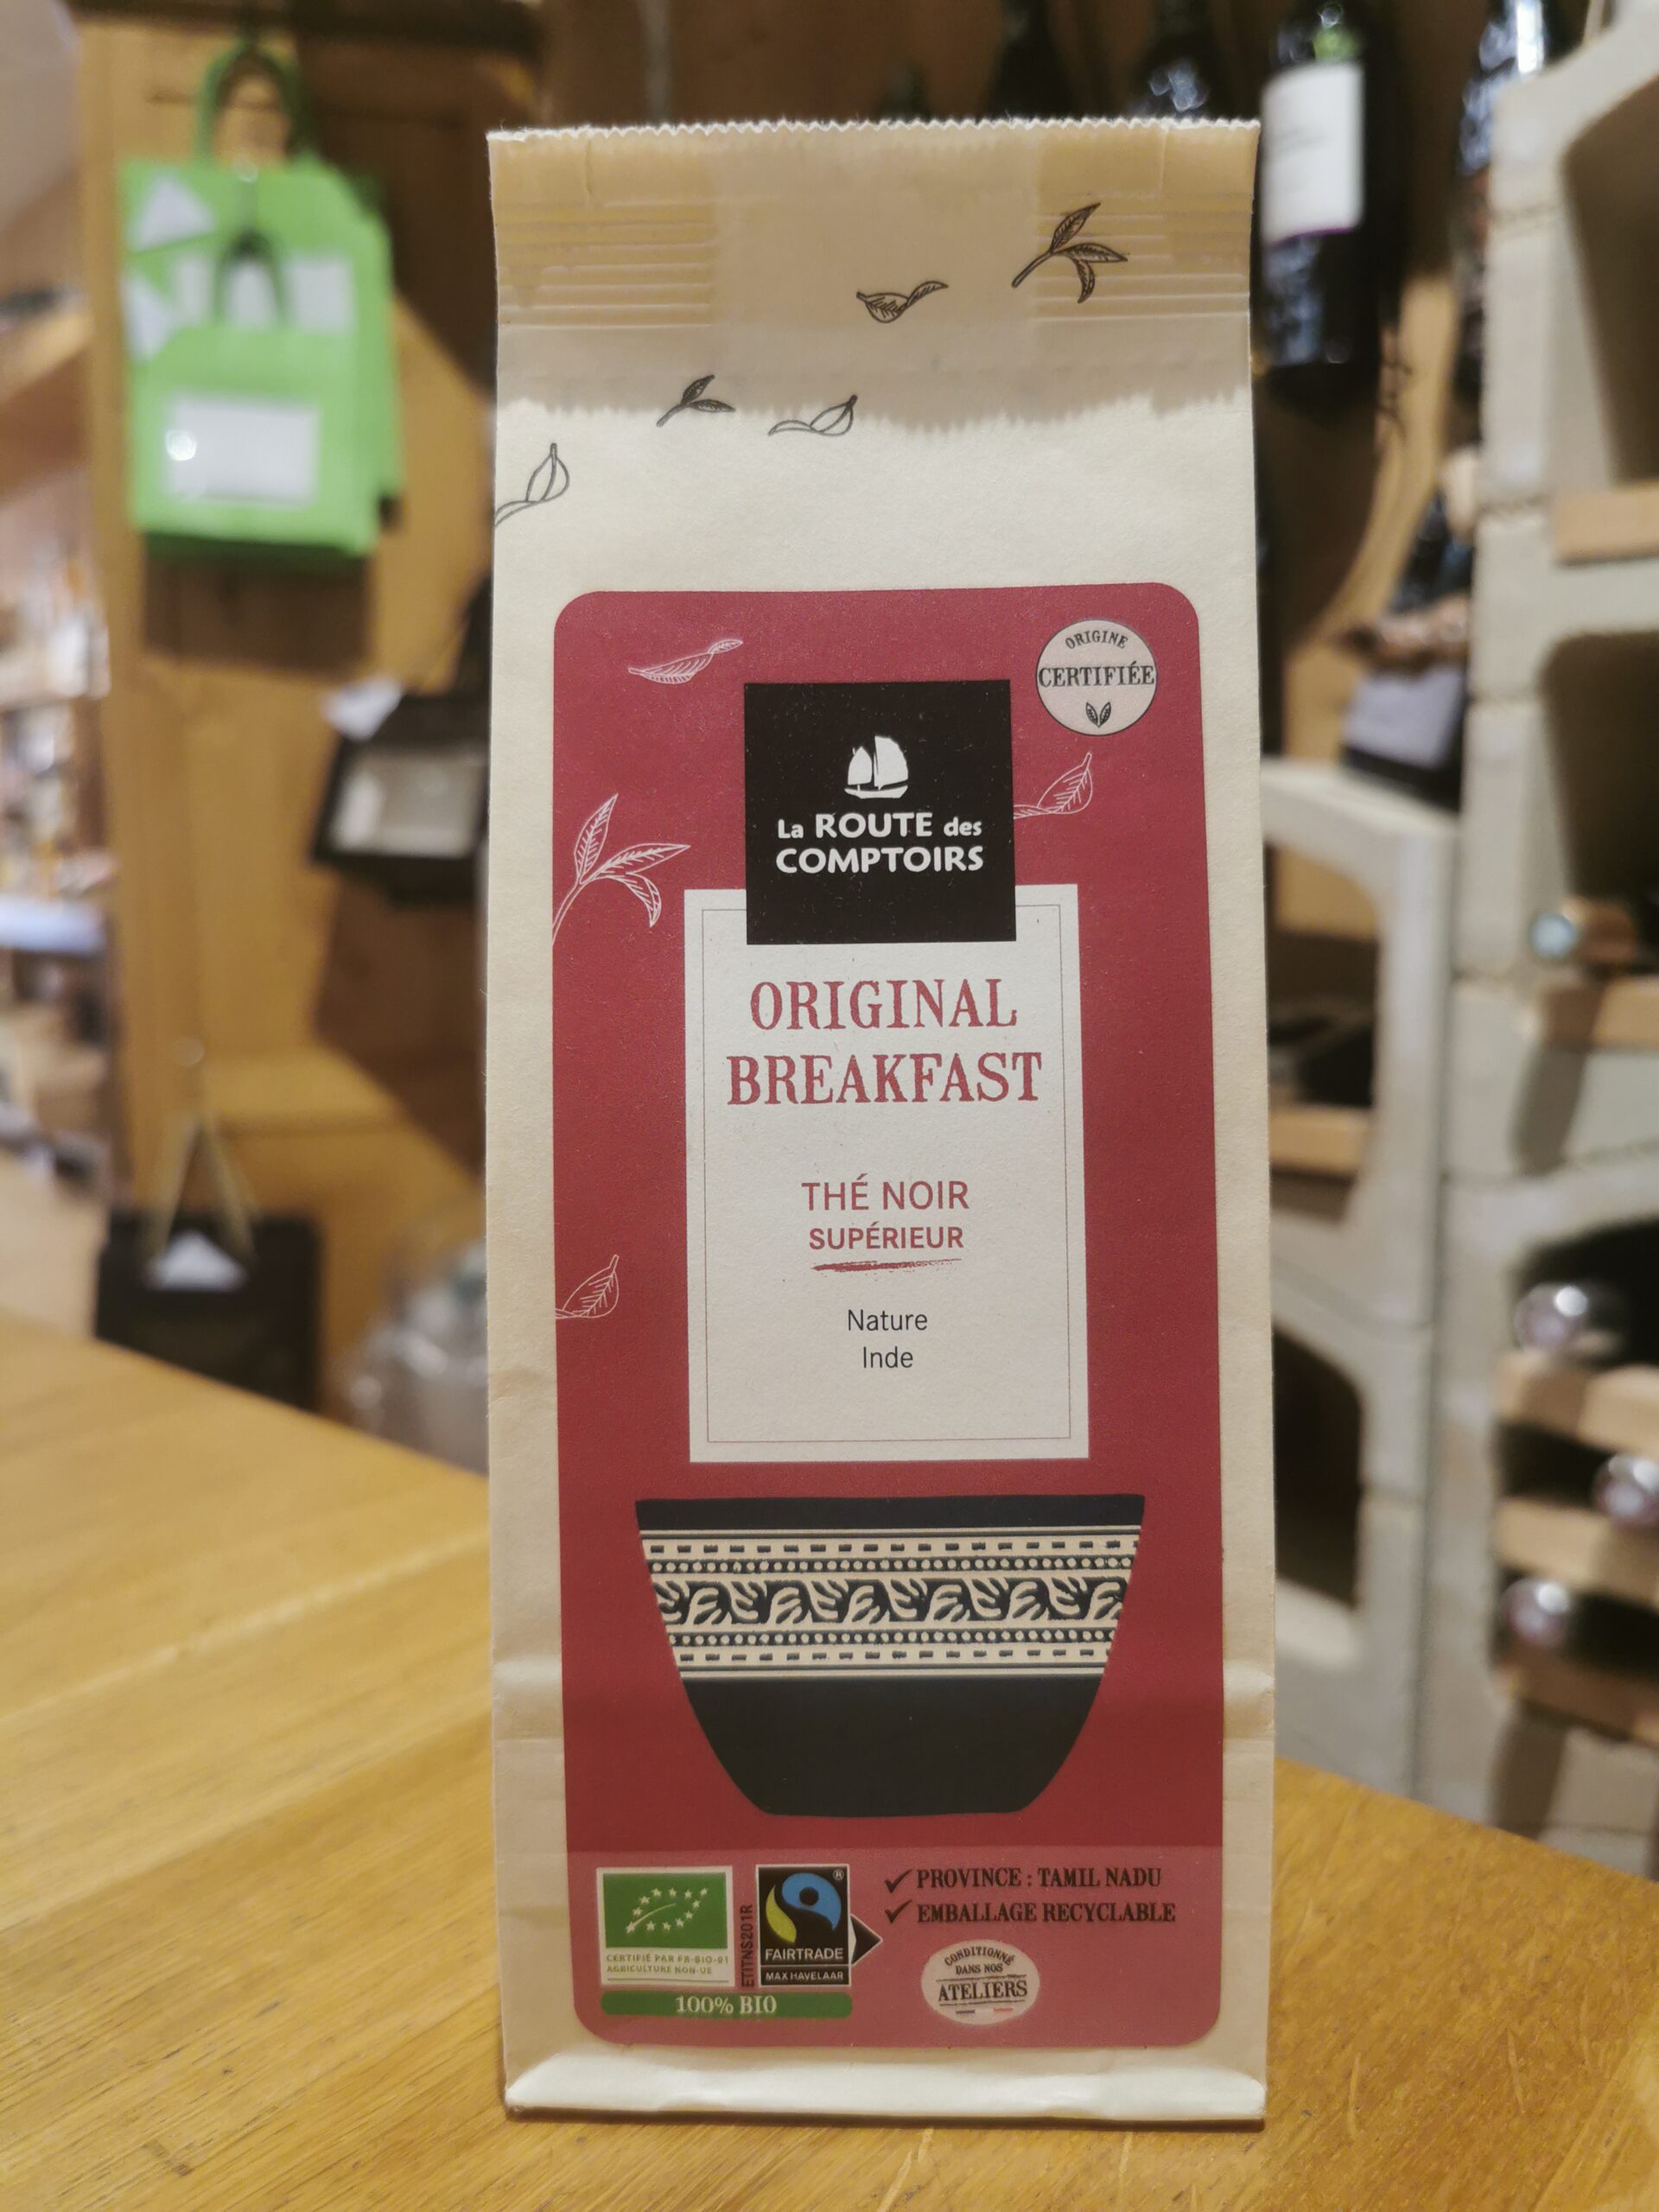 ORIGINE
CERTIFIÉE
La ROUTE des
COMPTOIRS
ORIGINAL
BREAKFAST
THÉ NOIR
SUPÉRIEUR
Nature
Inde
PROVINCE : TAMIL NADU
EMBALLAGE RECYCLABLE
CERTIFIÉ PAR FR-BIO-01
AGRICULTURE NON-UE
ETITNS201R
FAIRTRADE
MAX HAVELAAR
100% BIO
CONDITIONNÉ
DANS NOS
ATELIERS